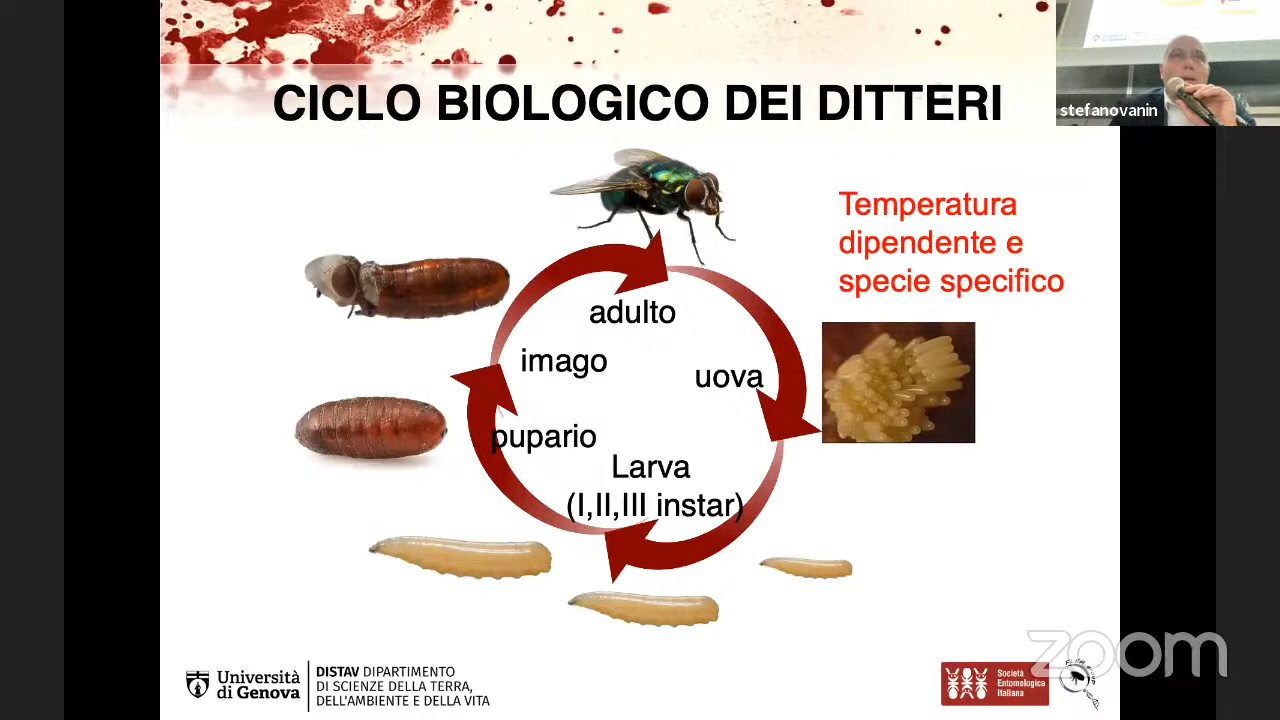 CICLO BIOLOGICO DEI DITTERI
stefanovanin
Temperatura
dipendente e
specie specifico
adulto
imago
uova
pupario
Larva
(I,II,III instar)
Università
di Genova
DISTAV DIPARTIMENTO
DI SCIENZE DELLA TERRA,
DELL'AMBIENTE E DELLA VITA
Società
Entomologica
Italiana
zoom